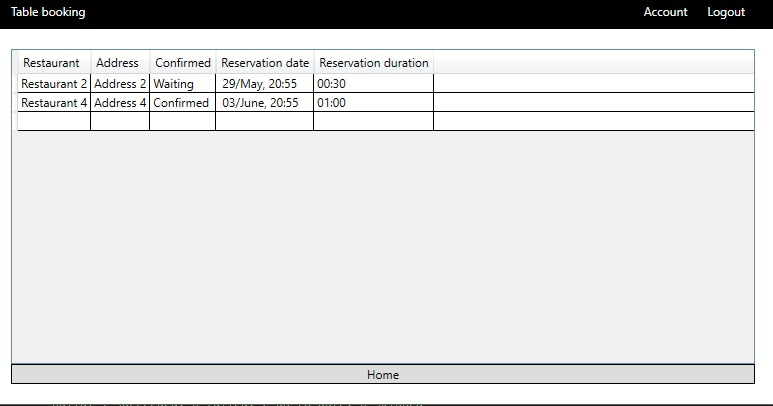 Table booking Account Logout
Restaurant Address Confirmed Reservation date Reservation duration
Restaurant 2 Address 2 Waiting 29/May, 20:55 00:30
Restaurant 4 Address 4 Confirmed 03/June, 20:55 01:00
Home